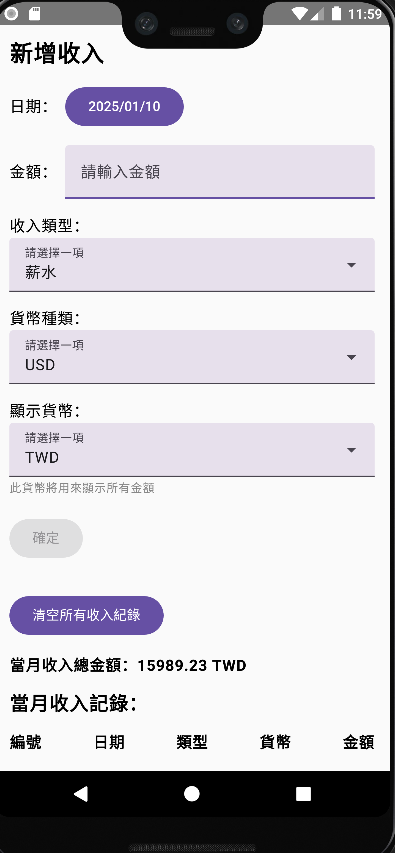 11:59
新增收入
日期： 2025/01/10
金額： 請輸入金額
收入類型：
請選擇一項
薪水
貨幣種類：
請選擇一項
USD
顯示貨幣：
請選擇一項
TWD
此貨幣將用來顯示所有金額
確定
清空所有收入紀錄
當月收入總金額：15989.23 TWD
當月收入記錄：
編號 日期 類型 貨幣 金額